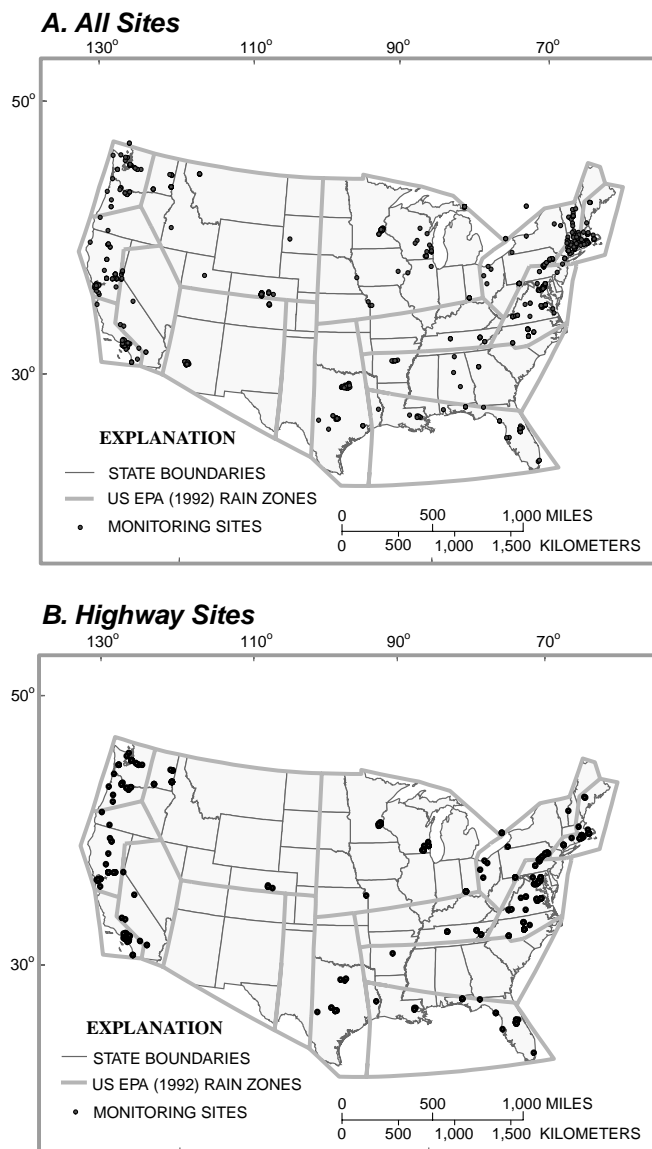 A. All Sites
130° 110° 90° 70°
50°
30°
EXPLANATION
STATE BOUNDARIES
US EPA (1992) RAIN ZONES
MONITORING SITES
0 500 1,000 MILES
0 500 1,000 1,500 KILOMETERS
B. Highway Sites
130° 110° 90° 70°
50°
30°
EXPLANATION
STATE BOUNDARIES
US EPA (1992) RAIN ZONES
MONITORING SITES
0 500 1,000 MILES
0 500 1,000 1,500 KILOMETERS